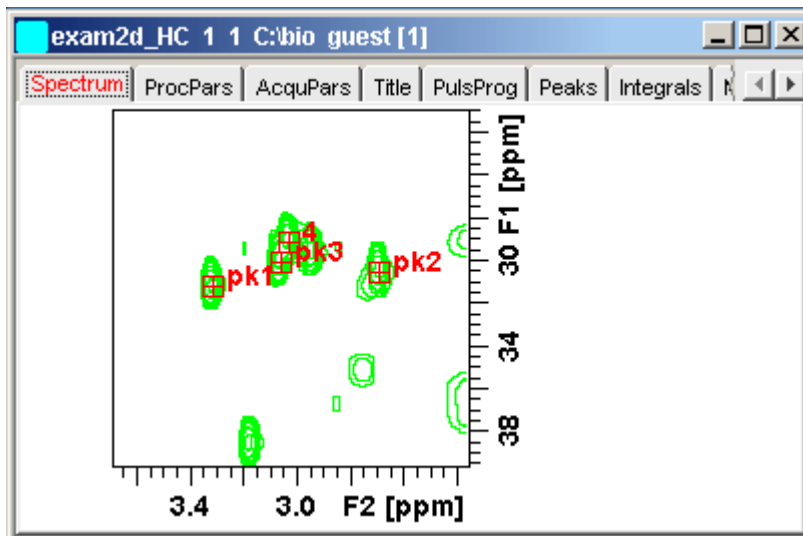 exam2d_HC 1 1 C:\bio guest [1]
Spectrum ProcPars AcquPars Title PulsProg Peaks Integrals
4
pk3
pk1
pk2
30 F1 [ppm]
34
38
3.4 3.0 F2 [ppm]